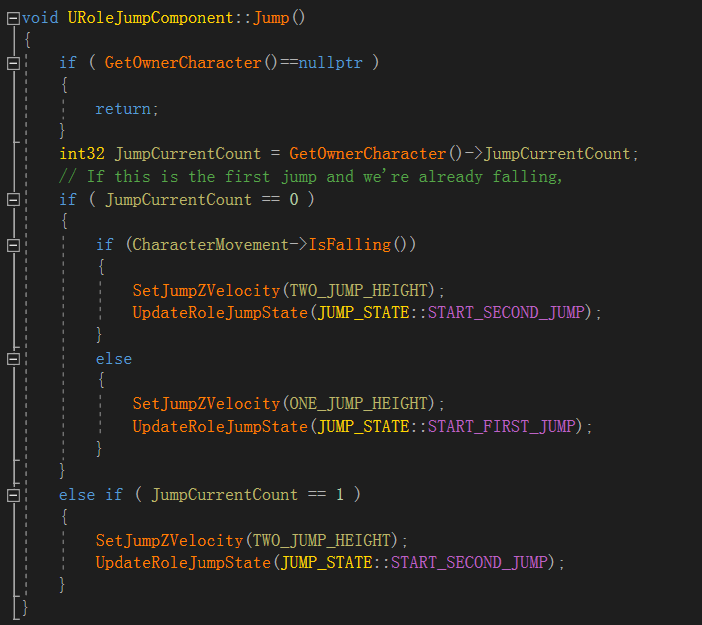 void URoleJumpComponent::Jump()
{
if ( GetOwnerCharacter()==nullptr )
{
return;
}
int32 JumpCurrentCount = GetOwnerCharacter()->JumpCurrentCount;
// If this is the first jump and we're already falling,
if ( JumpCurrentCount == 0 )
{
if (CharacterMovement->IsFalling())
{
SetJumpZVelocity(TWO_JUMP_HEIGHT);
UpdateRoleJumpState(JUMP_STATE::START_SECOND_JUMP);
}
else
{
SetJumpZVelocity(ONE_JUMP_HEIGHT);
UpdateRoleJumpState(JUMP_STATE::START_FIRST_JUMP);
}
}
else if ( JumpCurrentCount == 1 )
{
SetJumpZVelocity(TWO_JUMP_HEIGHT);
UpdateRoleJumpState(JUMP_STATE::START_SECOND_JUMP);
}
}